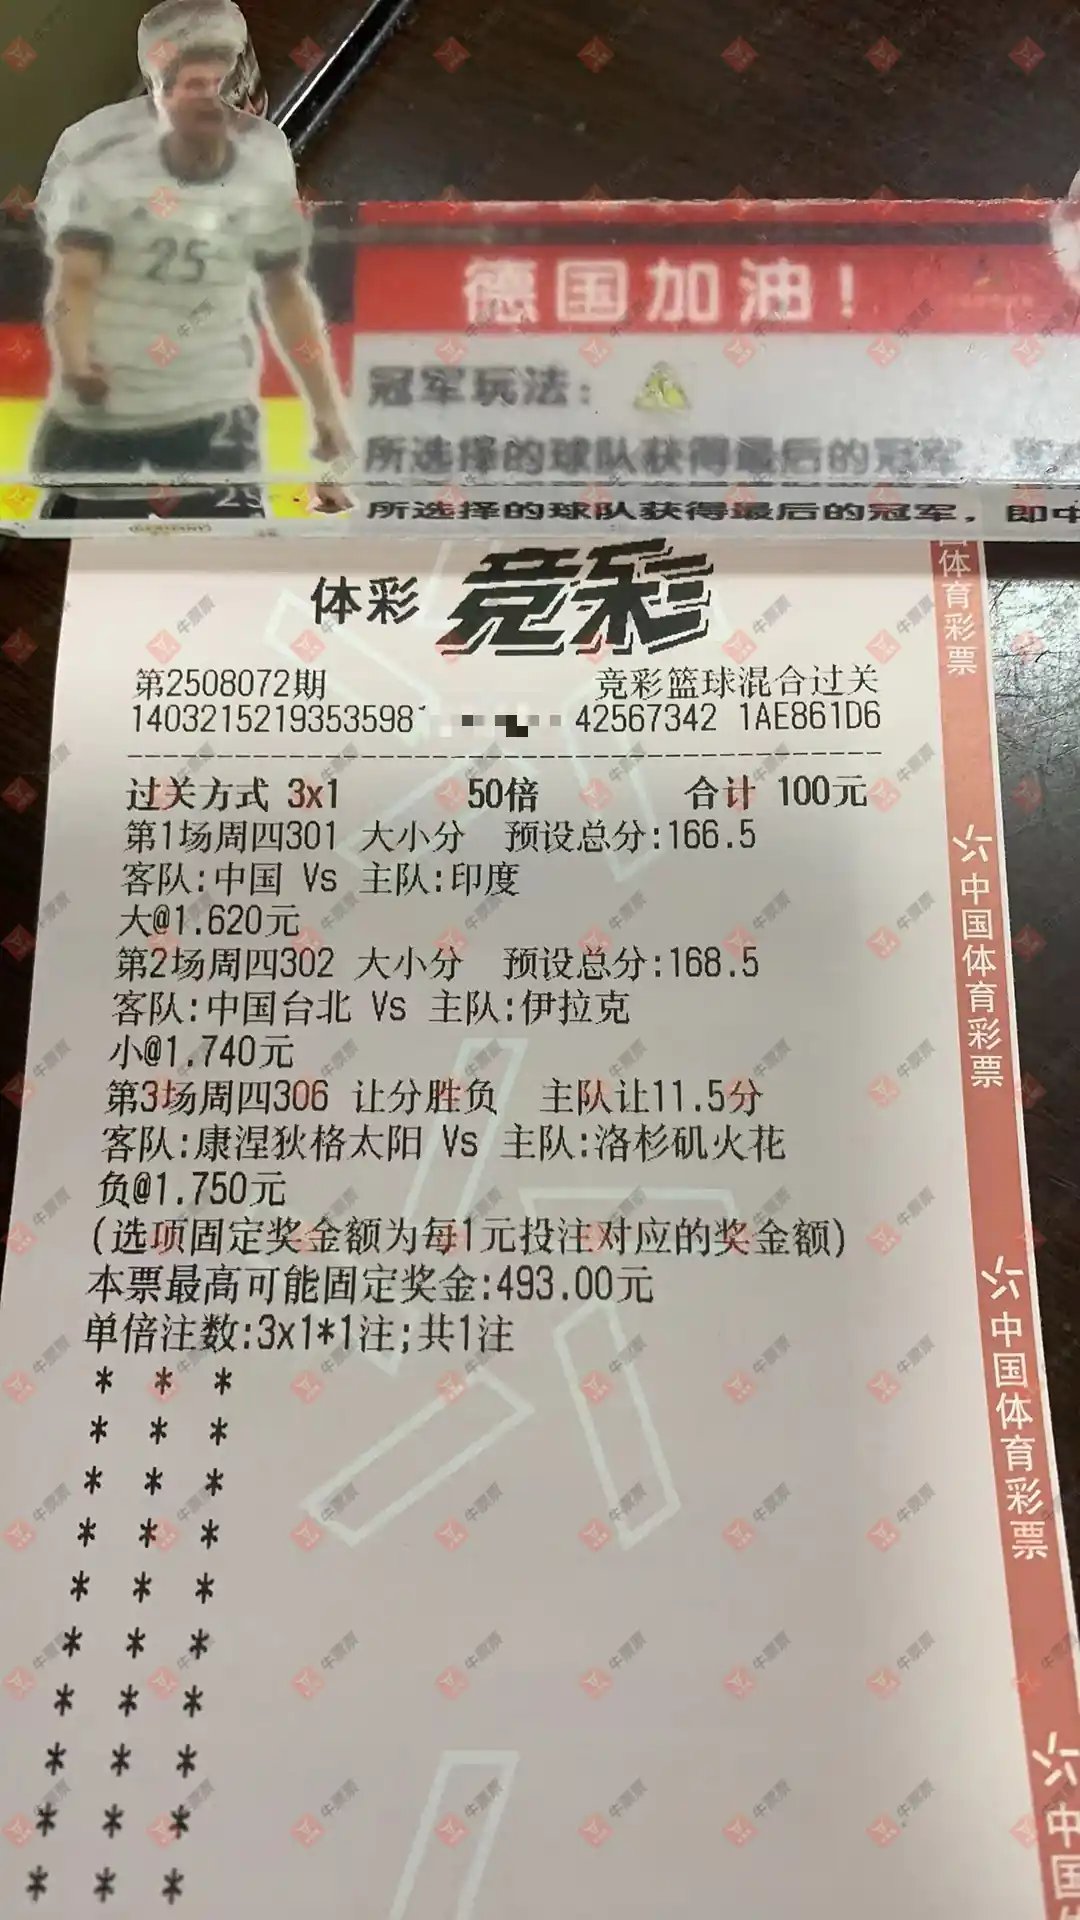 25
德国加油！
冠军玩法：
所选择的球队获得最后的冠军，
25
所选择的球队获得最后的冠军，即中
GERMANY
体彩 竞彩
第2508072期 竞彩篮球混合过关
1403215219353598 42567342 1AE861D6
过关方式 3x1 50倍 合计 100元
第1场周四301 大小分 预设总分:166.5
客队:中国 Vs 主队:印度
大@1.620元
第2场周四302 大小分 预设总分:168.5
客队:中国台北 Vs 主队:伊拉克
小@1.740元
第3场周四306 让分胜负 主队让11.5分
客队:康涅狄格太阳 Vs 主队:洛杉矶火花
负@1.750元
(选项固定奖金额为每1元投注对应的奖金额)
本票最高可能固定奖金:493.00元
单倍注数:3x1*1注;共1注
* * *
* * *
* * *
* * *
* * *
* * *
* * *
* * *
* * *
* * *
* * *
国体育彩票
中国体育彩票
中国体育彩票
中国
牛票票